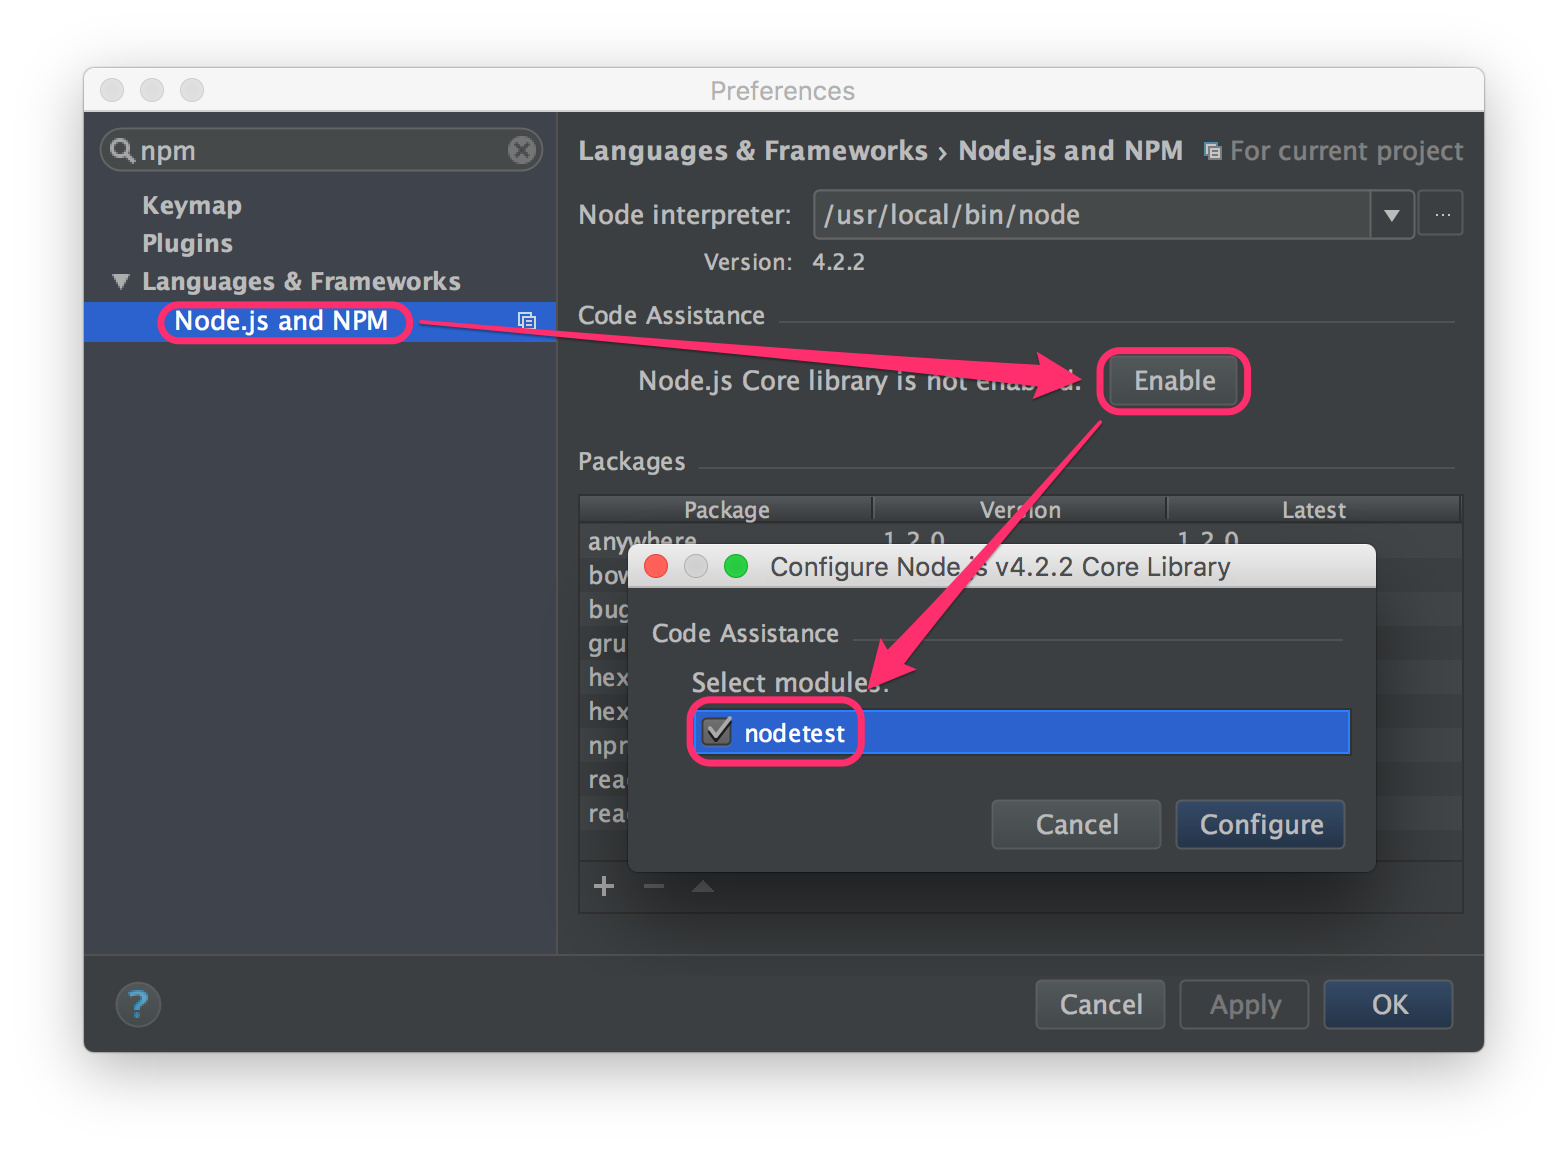 Preferences
npm
Keymap
Plugins
Languages & Frameworks
Node.js and NPM
Languages & Frameworks › Node.js and NPM For current project
Node interpreter: /usr/local/bin/node ...
Version: 4.2.2
Code Assistance
Node.js Core library is not enabled. Enable
Packages
Package Version Latest
anywhere 1.2.0 1.2.0
bow
bug
gru
hex
hex
npr
rea
rea
Configure Node.js v4.2.2 Core Library
Code Assistance
Select modules:
nodetest
Cancel Configure
? Cancel Apply OK